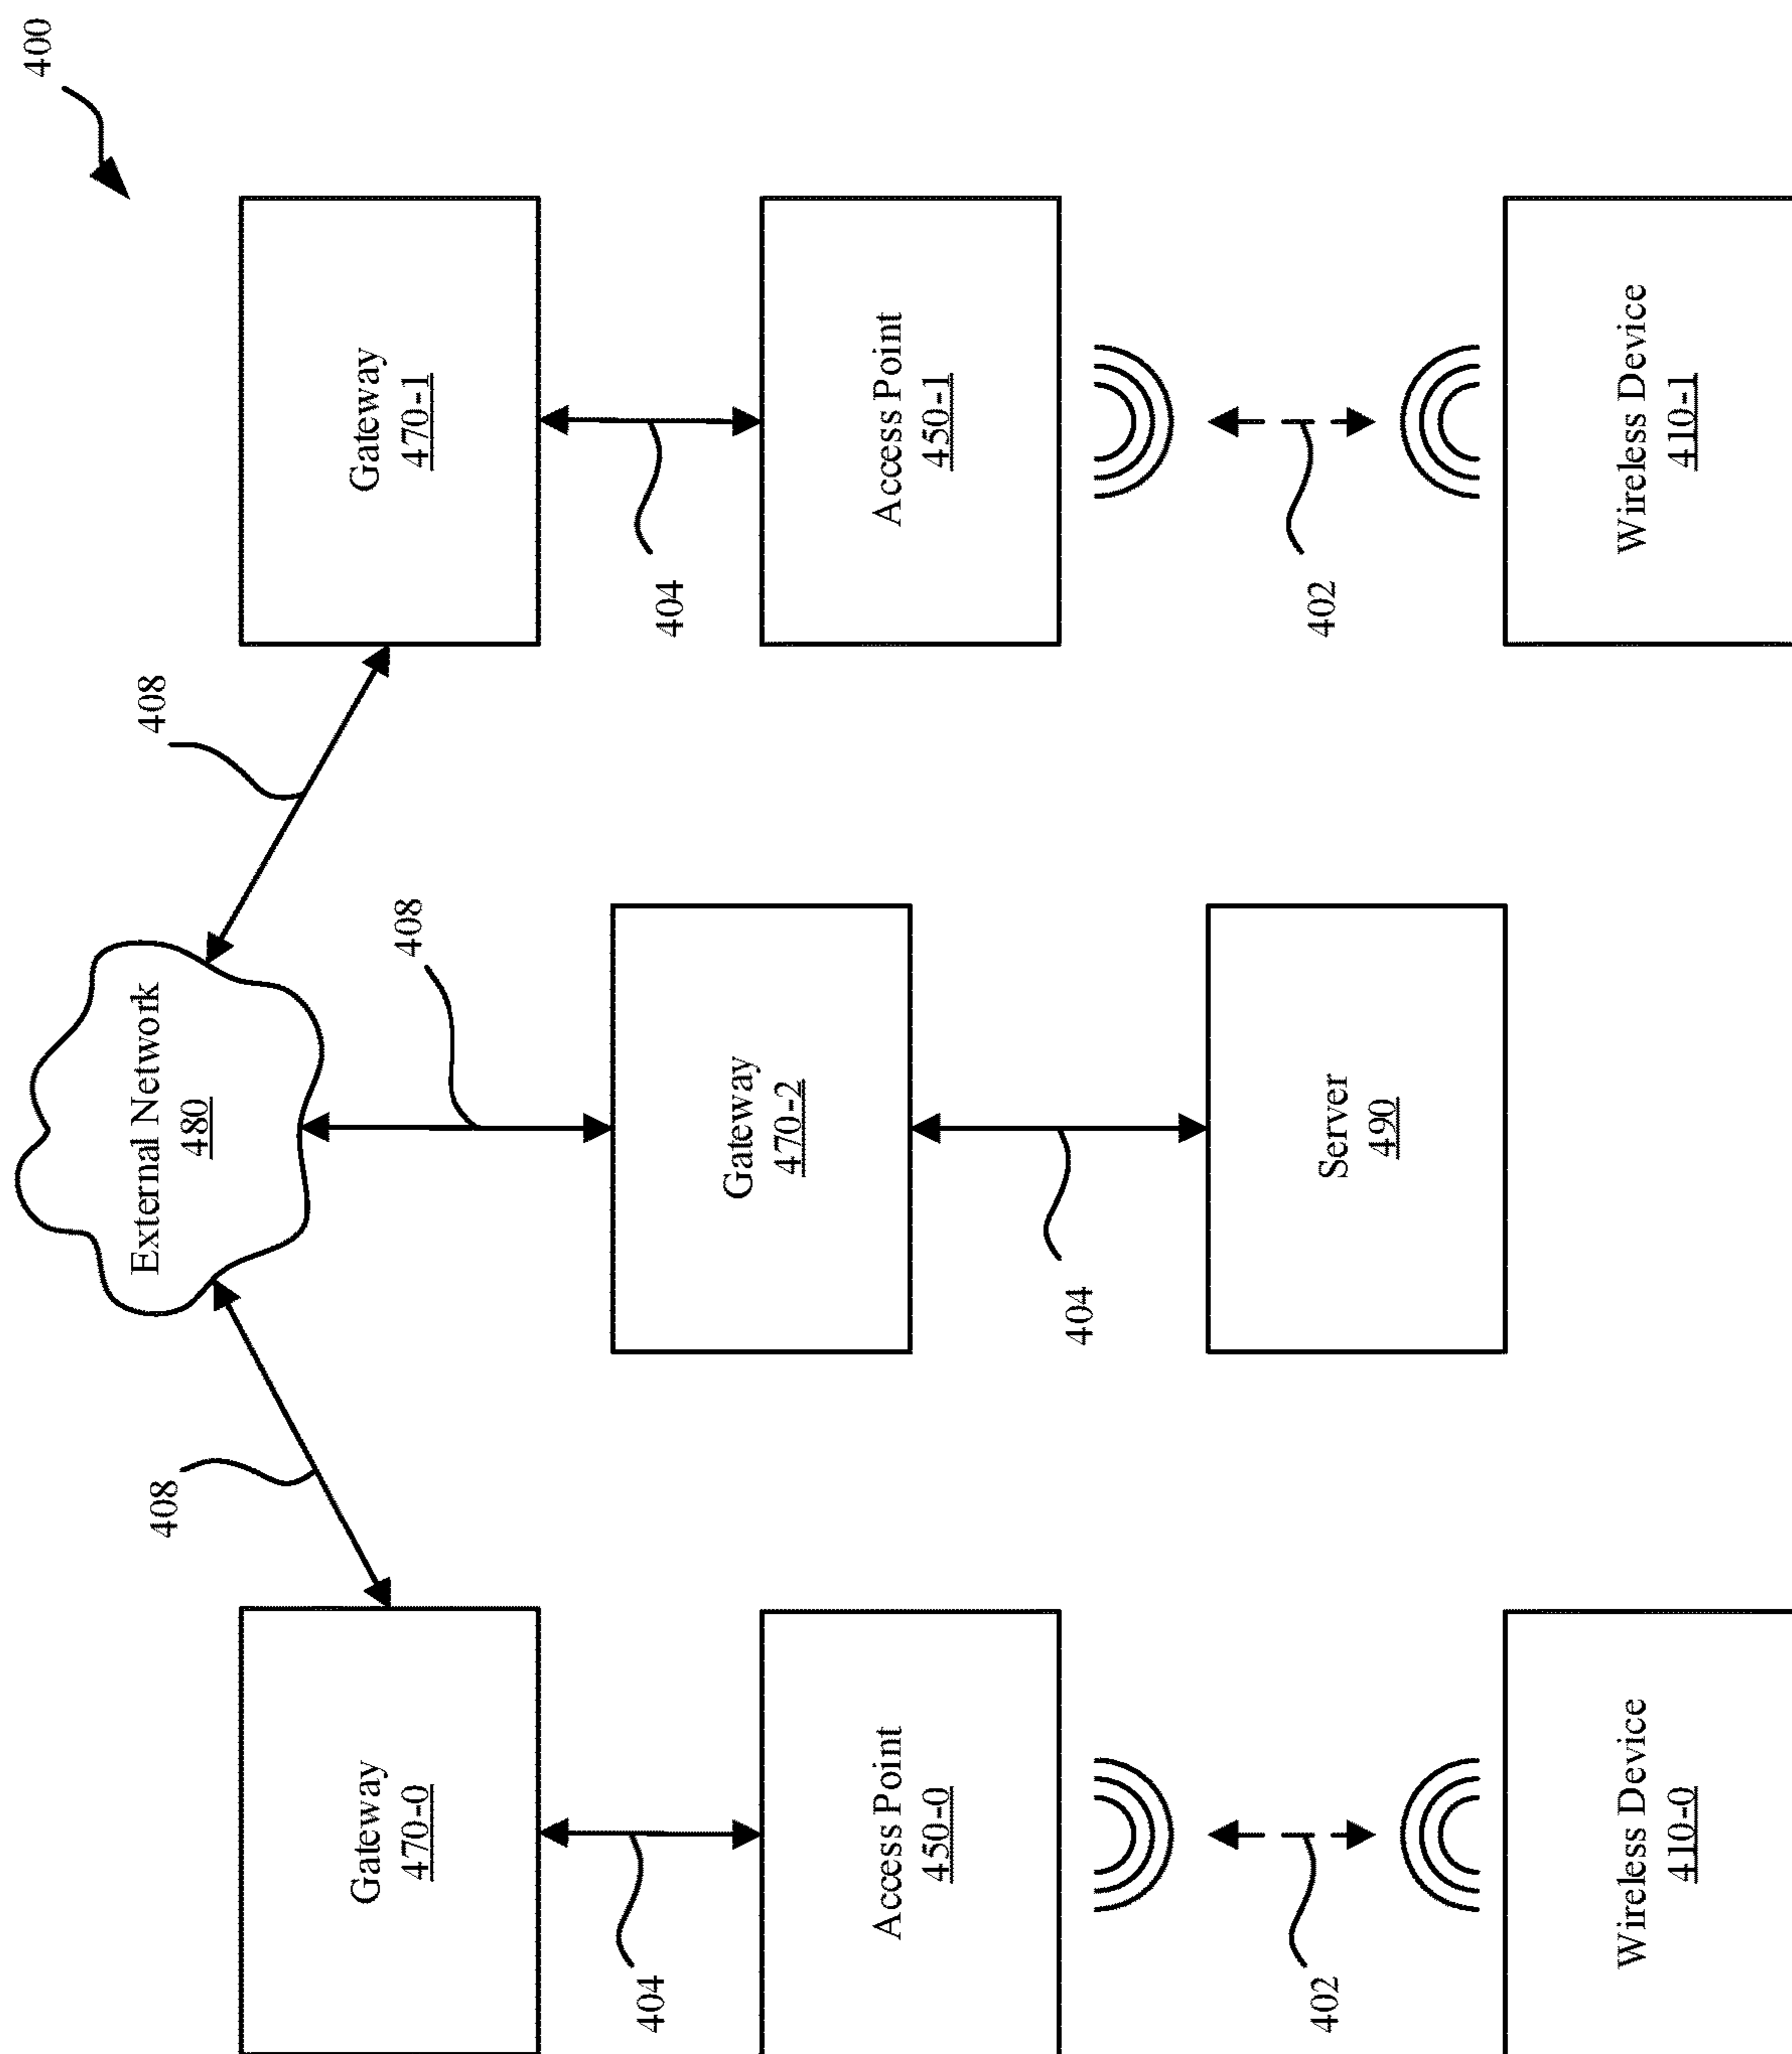 400
External Network
480
408
408
408
Gateway
470-0
Gateway
470-2
Gateway
470-1
404
404
404
Access Point
450-0
Server
490
Access Point
450-1
402
402
Wireless Device
410-0
Wireless Device
410-1